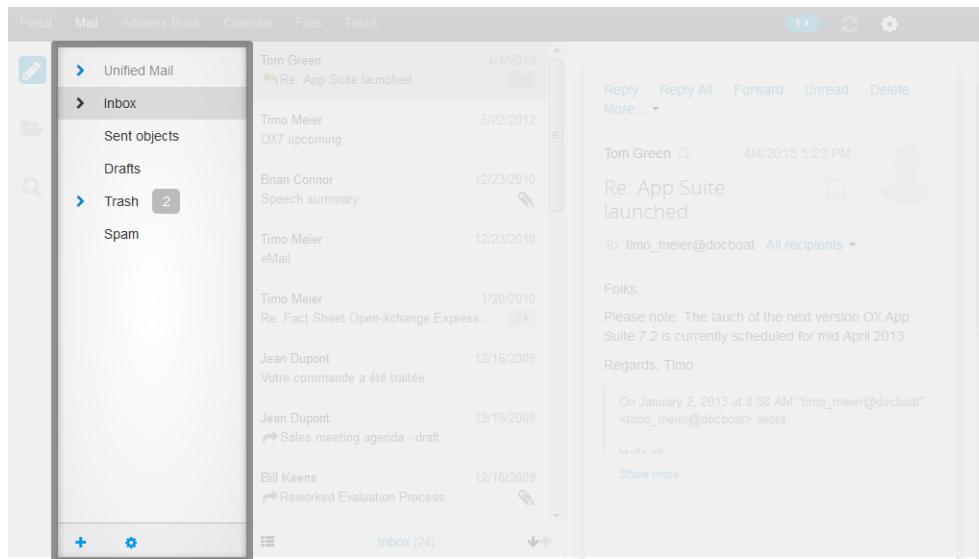 Portal Mail Address Book Calendar Files Tasks 1
Unified Mail
Inbox
Sent objects
Drafts
Trash 2
Spam
Tom Green 4/4/2013
Re: App Suite launched 2
Timo Meier 5/22/2012
OX7 upcoming
Brian Connor 12/23/2010
Speech summary
Timo Meier 12/23/2010
eMail
Timo Meier 1/20/2010
Re: Fact Sheet Open-Xchange Express... 3
Jean Dupont 12/16/2009
Votre commande a été traitée
Jean Dupont 12/16/2009
Sales meeting agenda - draft
Bill Keens 12/16/2009
Reworked Evaluation Process
Inbox (24)
Reply Reply All Forward Unread Delete
More ...
Tom Green 4/4/2013 5:23 PM
Re: App Suite
launched
To timo_meier@docboat All recipients
Folks,
Please note: The lauch of the next version OX App
Suite 7.2 is currently scheduled for mid April 2013.
Regards, Timo
On January 2, 2013 at 8:08 AM "timo_meier@docboat"
<timo_meier@docboat> wrote:
Hello all
Show more